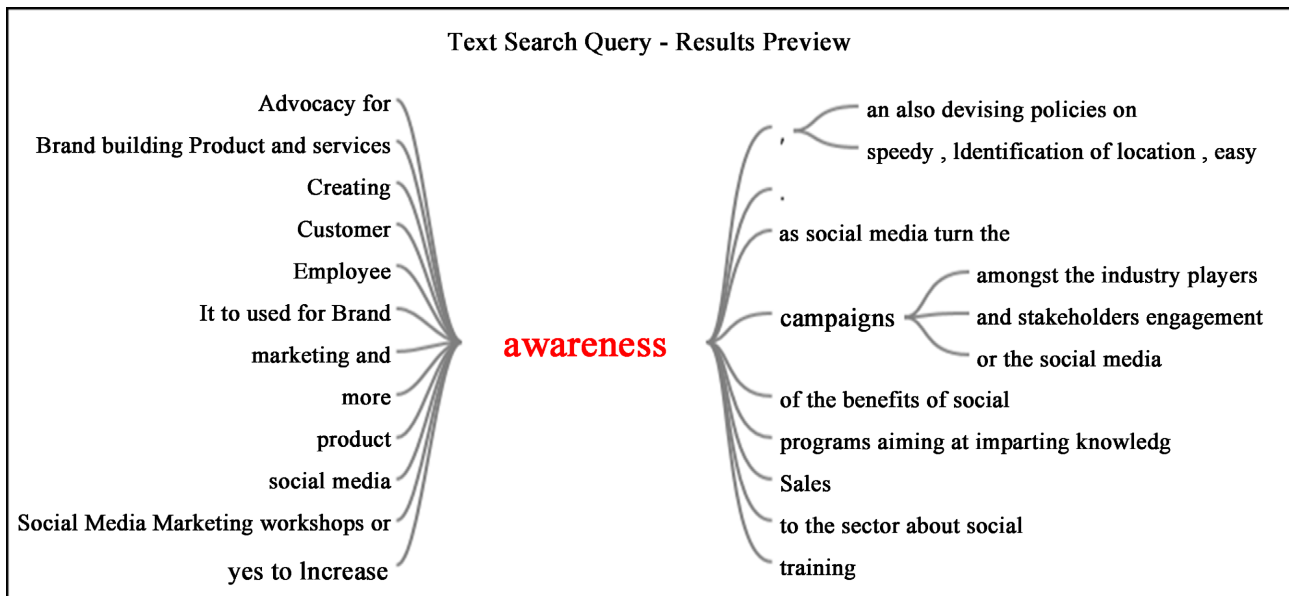 Text Search Query - Results Preview
Advocacy for
Brand building Product and services
Creating
Customer
Employee
It to used for Brand
marketing and
more
product
social media
Social Media Marketing workshops or
yes to Increase
awareness
,
an also devising policies on
speedy , Identification of location , easy
.
as social media turn the
campaigns
amongst the industry players
and stakeholders engagement
or the social media
of the benefits of social
programs aiming at imparting knowledg
Sales
to the sector about social
training